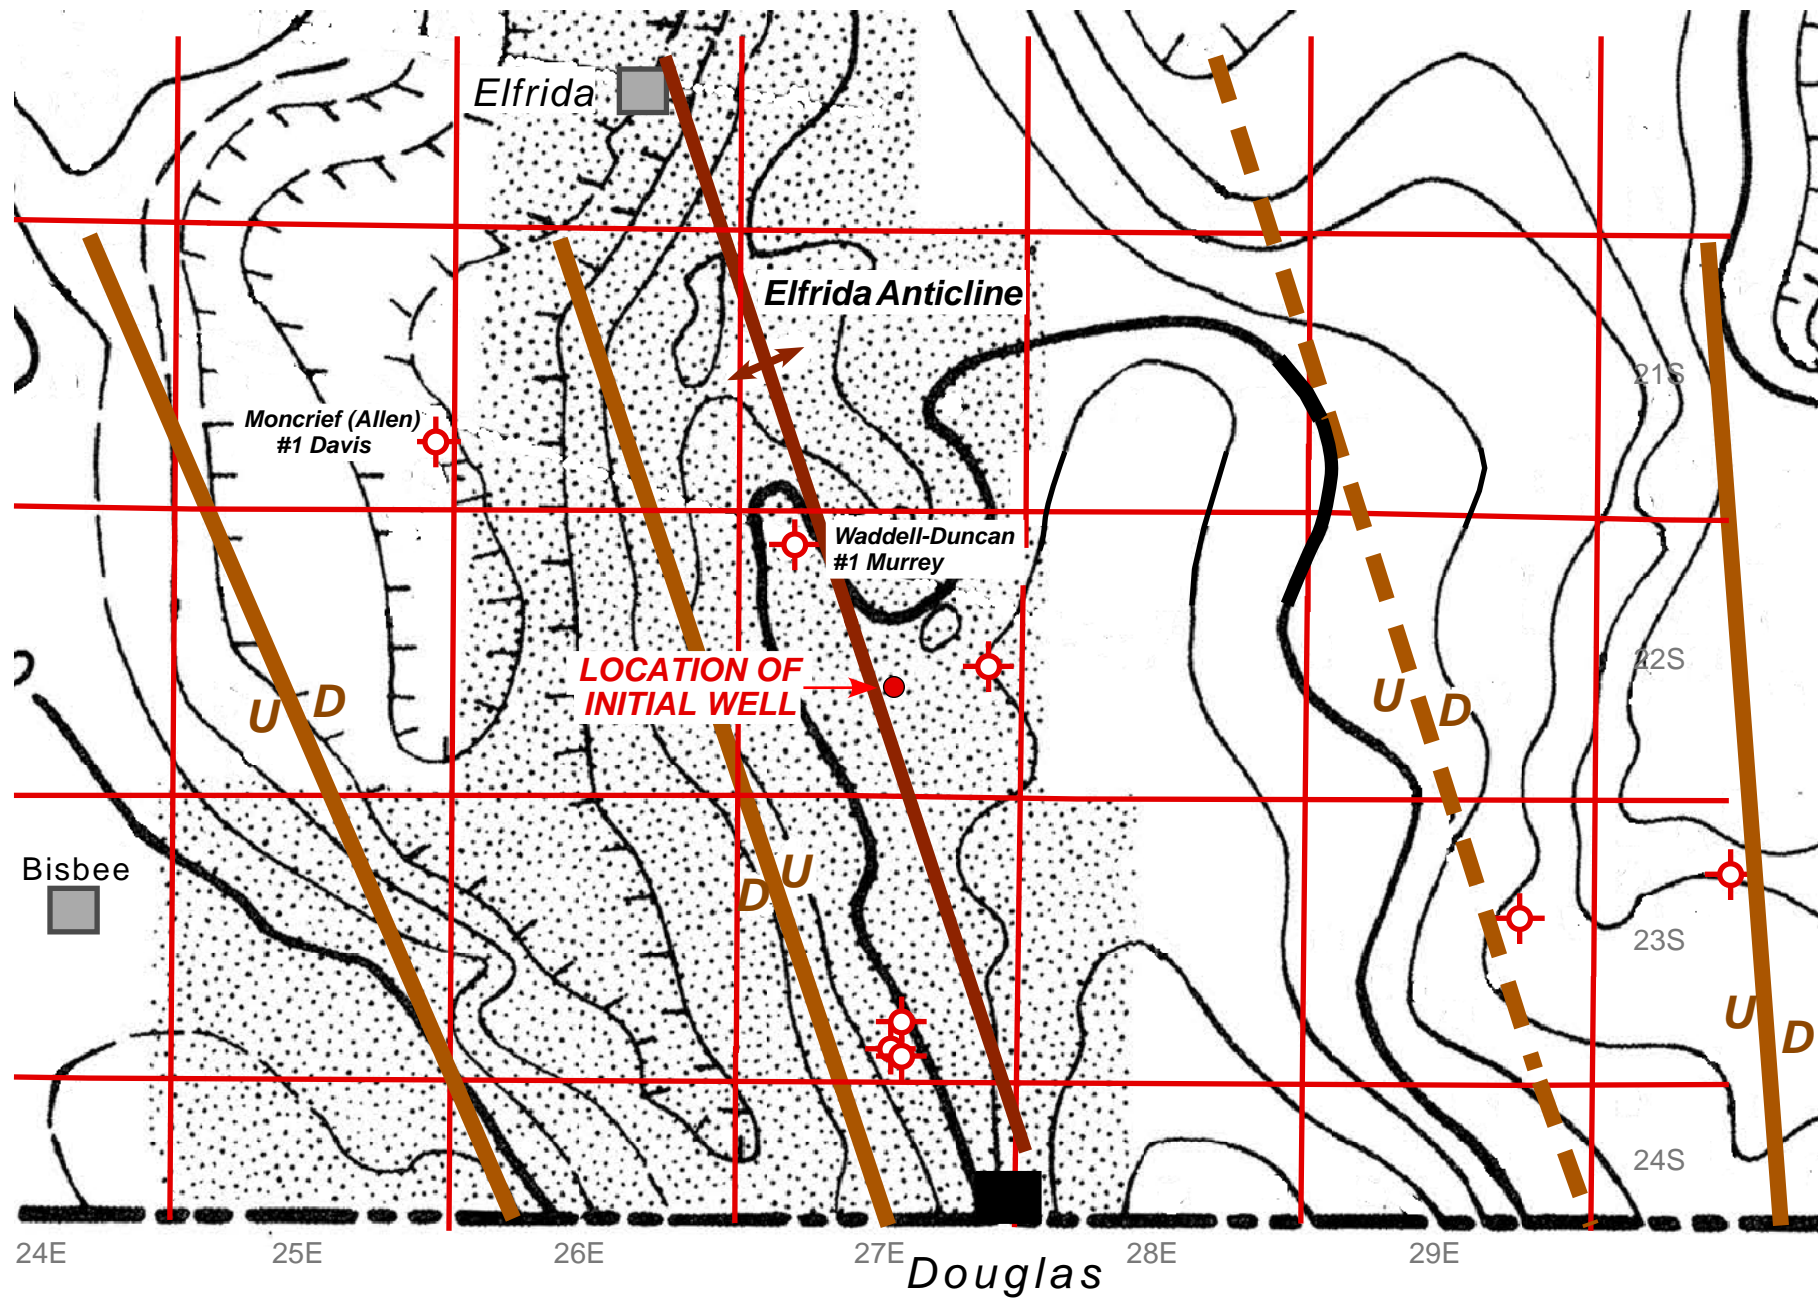 Elfrida
Elfrida Anticline
21S
Moncrief (Allen)
#1 Davis
Waddell-Duncan
#1 Murrey
22S
LOCATION OF
INITIAL WELL
U D
U D
Bisbee
D U
23S
U D
24S
24E 25E 26E 27E 28E 29E
Douglas